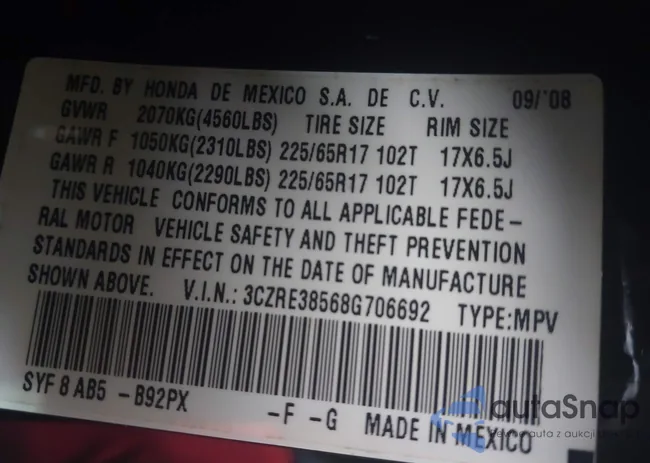 MFD. BY HONDA DE MEXICO S.A. DE C.V. 09/'08
GVWR 2070KG(4560LBS) TIRE SIZE RIM SIZE
GAWR F 1050KG(2310LBS) 225/65R17 102T 17X6.5J
GAWR R 1040KG(2290LBS) 225/65R17 102T 17X6.5J
THIS VEHICLE CONFORMS TO ALL APPLICABLE FEDE-
RAL MOTOR VEHICLE SAFETY AND THEFT PREVENTION
STANDARDS IN EFFECT ON THE DATE OF MANUFACTURE
SHOWN ABOVE. V.I.N.: 3CZRE38568G706692 TYPE:MPV
SYF 8 AB5 -B92PX -F -G MADE IN MEXICO
autaSnap
auta z aukcji